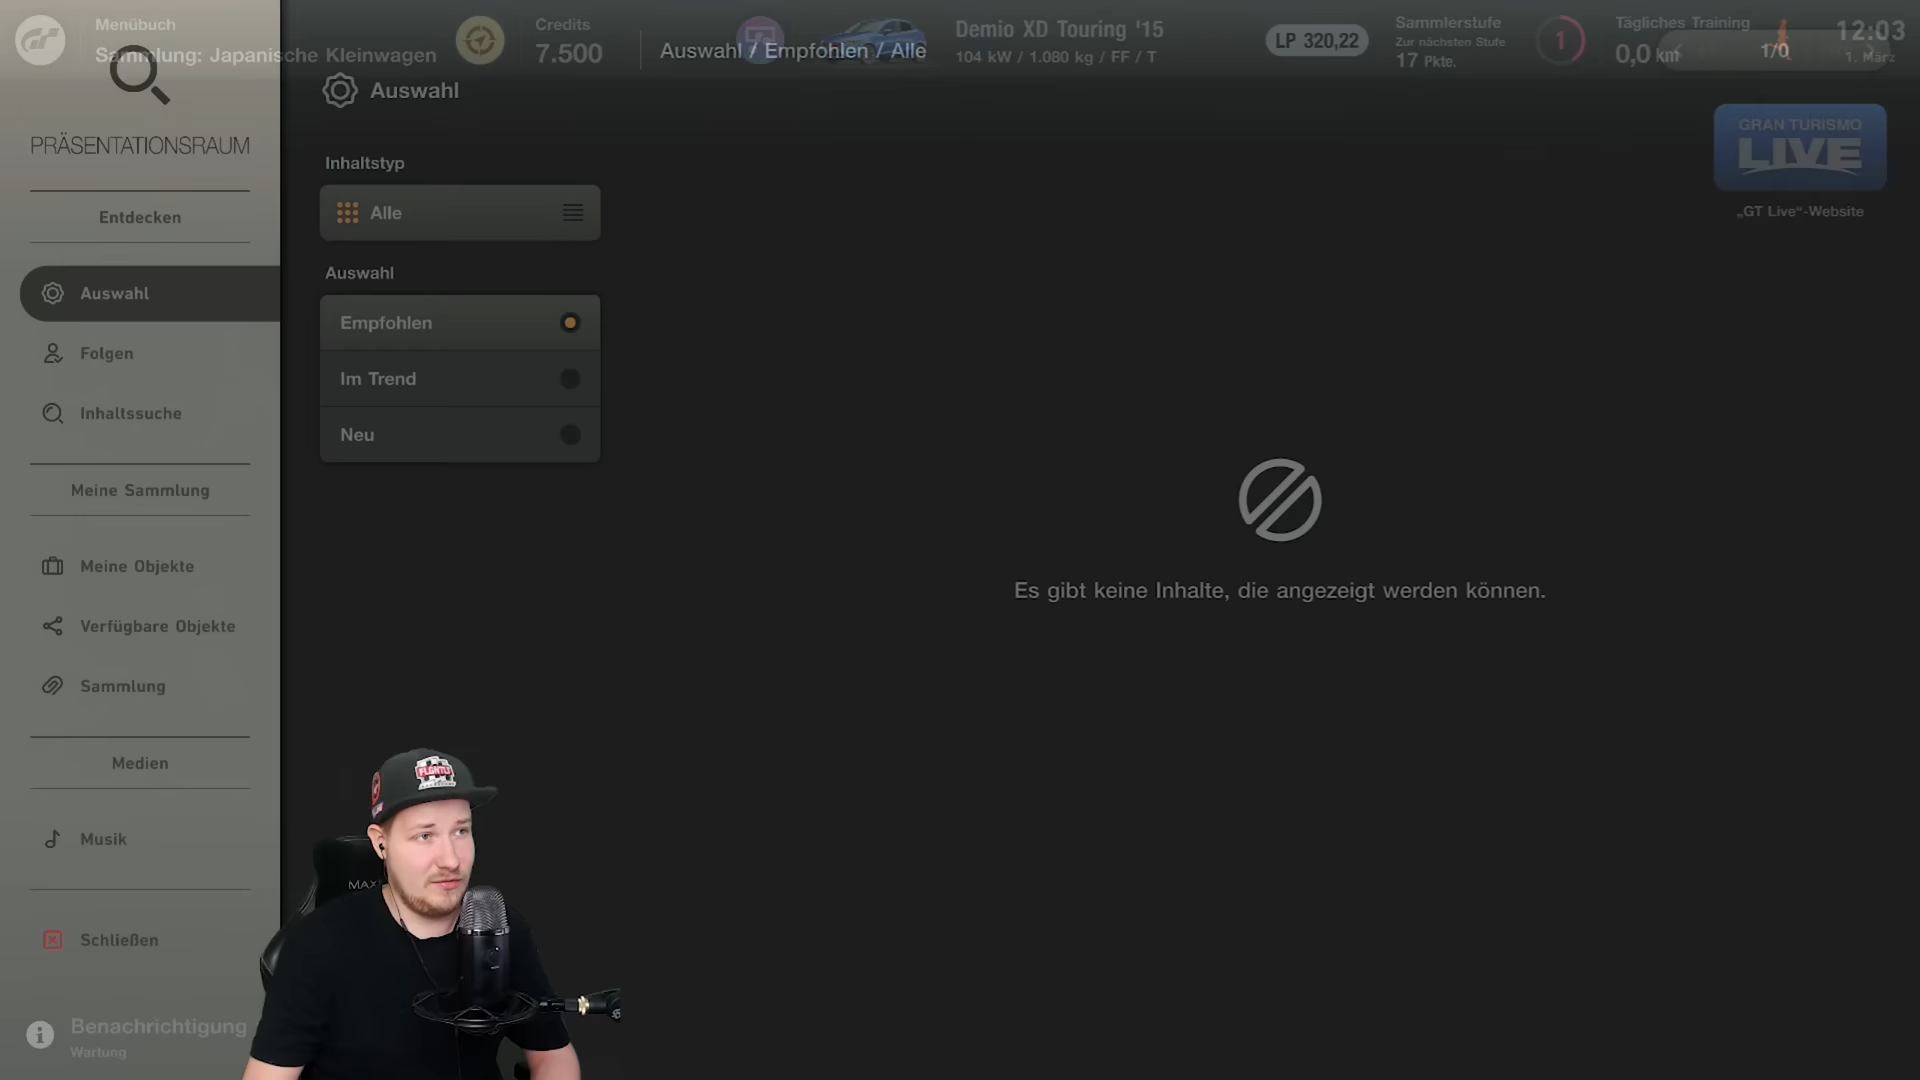 Menübuch
Sammlung: Japanische Kleinwagen
Credits
7.500
Auswahl / Empfohlen / Alle
Demio XD Touring '15
104 kW / 1.080 kg / FF / T
LP 320,22
Sammlerstufe
Zur nächsten Stufe
17 Pkte.
1
Tägliches Training
0,0 km
1/0
12:03
1. März
PRÄSENTATIONSRAUM
Entdecken
Auswahl
Folgen
Inhaltssuche
Meine Sammlung
Meine Objekte
Verfügbare Objekte
Sammlung
Medien
Musik
Schließen
Benachrichtigung
Wartung
Auswahl
Inhaltstyp
Alle
Auswahl
Empfohlen
Im Trend
Neu
GRAN TURISMO
LIVE
„GT Live“-Website
Es gibt keine Inhalte, die angezeigt werden können.
FLGNTLT
MAX